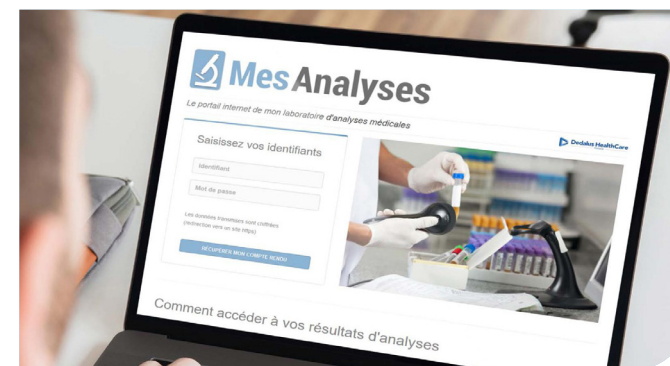 MesAnalyses
Le portail internet de mon laboratoire d'analyses médicales
Dedalus HealthCare
Saisissez vos identifiants
Identifiant
Mot de passe
Les données transmises sont chiffrées
(redirection vers un site https)
RÉCUPÉRER MON COMPTE RENDU
Comment accéder à vos résultats d'analyses